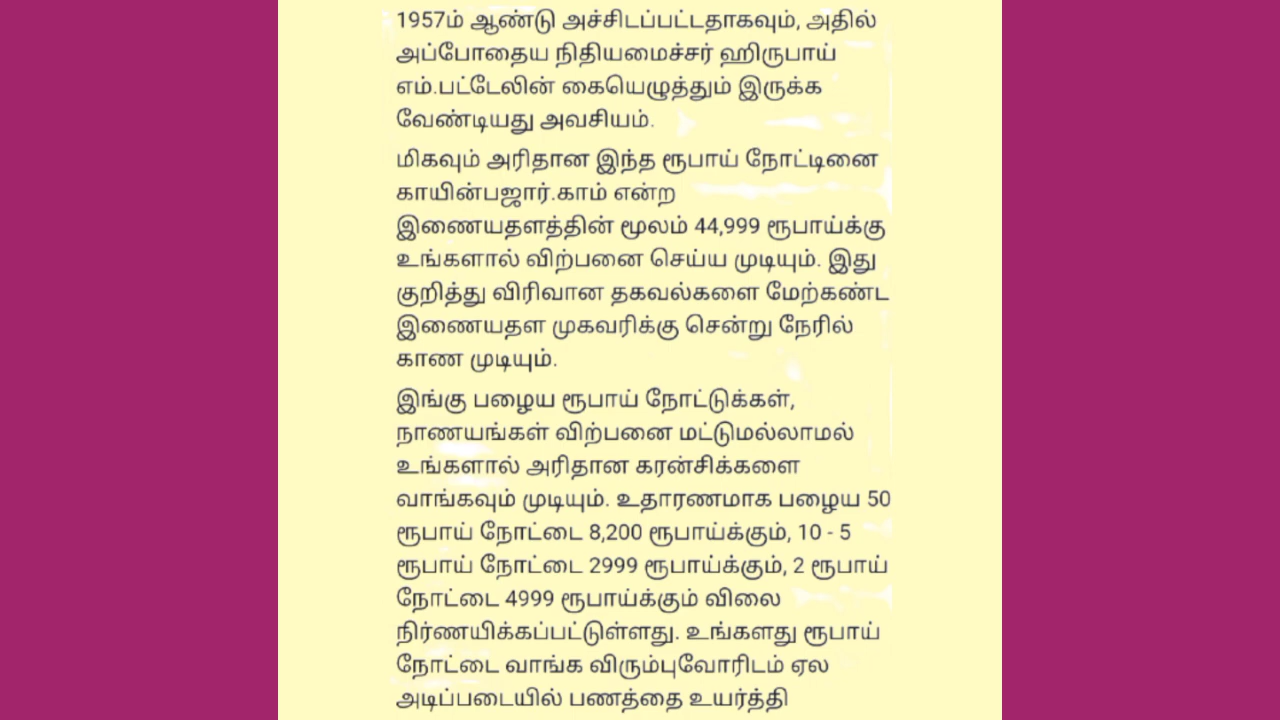 1957ம் ஆண்டு அச்சிடப்பட்டதாகவும், அதில்
அப்போதைய நிதியமைச்சர் ஹிருபாய்
எம்.பட்டேலின் கையெழுத்தும் இருக்க
வேண்டியது அவசியம்.
மிகவும் அரிதான இந்த ரூபாய் நோட்டினை
காயின்பஜார்.காம் என்ற
இணையதளத்தின் மூலம் 44,999 ரூபாய்க்கு
உங்களால் விற்பனை செய்ய முடியும். இது
குறித்து விரிவான தகவல்களை மேற்கண்ட
இணையதள முகவரிக்கு சென்று நேரில்
காண முடியும்.
இங்கு பழைய ரூபாய் நோட்டுக்கள்,
நாணயங்கள் விற்பனை மட்டுமல்லாமல்
உங்களால் அரிதான கரன்சிக்களை
வாங்கவும் முடியும். உதாரணமாக பழைய 50
ரூபாய் நோட்டை 8,200 ரூபாய்க்கும், 10 - 5
ரூபாய் நோட்டை 2999 ரூபாய்க்கும், 2 ரூபாய்
நோட்டை 4999 ரூபாய்க்கும் விலை
நிர்ணயிக்கப்பட்டுள்ளது. உங்களது ரூபாய்
நோட்டை வாங்க விரும்புவோரிடம் ஏல
அடிப்படையில் பணத்தை உயர்த்தி